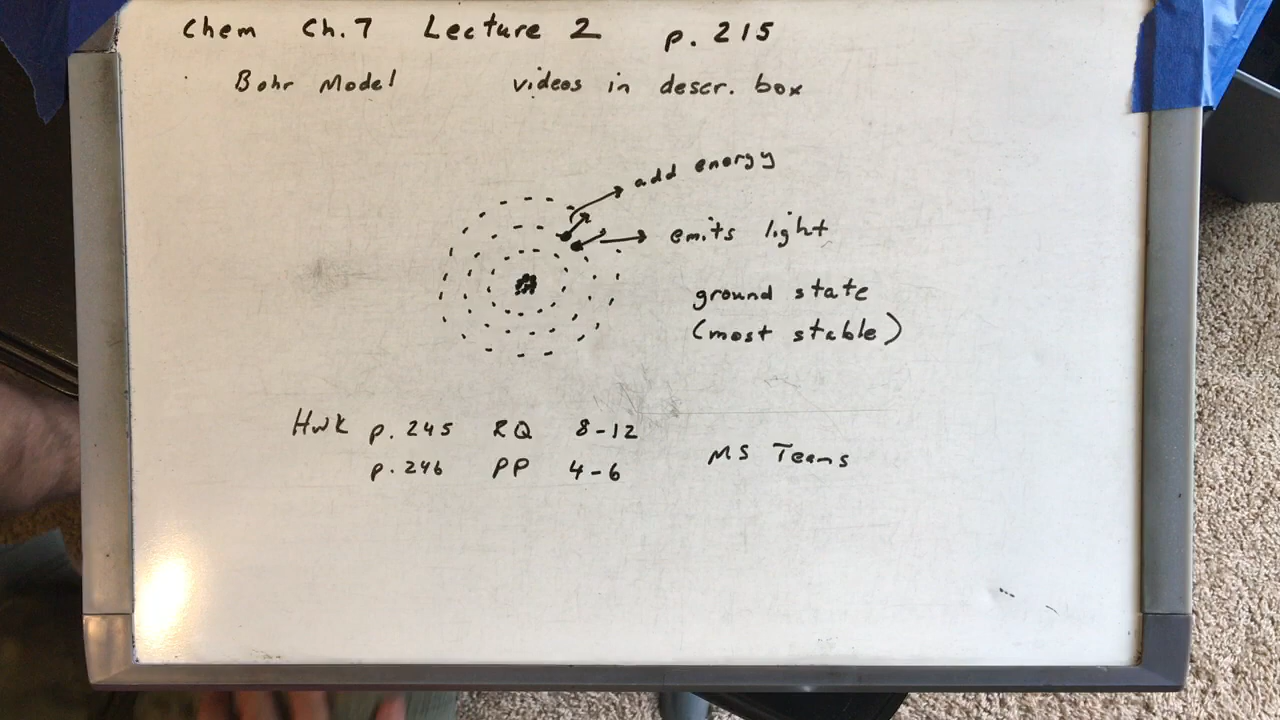 Chem Ch.7 Lecture 2 p. 215
Bohr Model videos in descr. box
add energy
emits light
ground state
(most stable)
Hwk p. 245 RQ 8-12
p. 246 PP 4-6 MS Teams